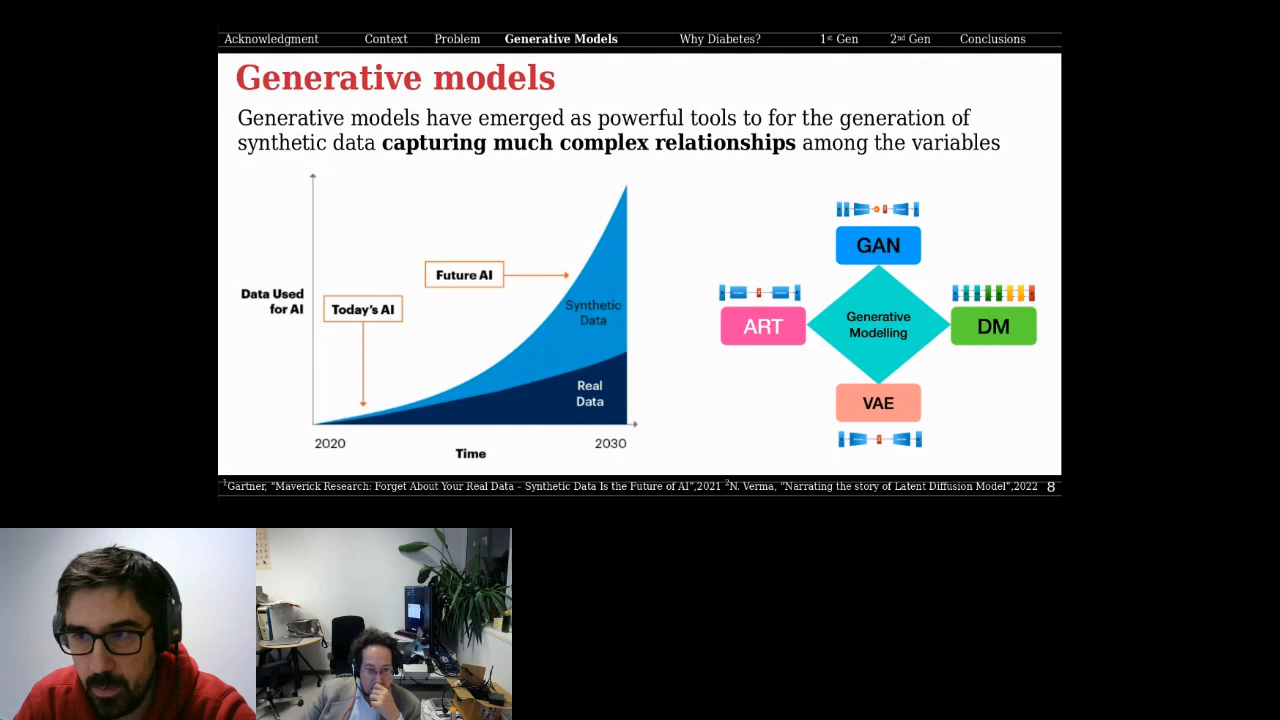 Acknowledgment Context Problem Generative Models Why Diabetes? 1st Gen 2nd Gen Conclusions
Generative models
Generative models have emerged as powerful tools to for the generation of
synthetic data capturing much complex relationships among the variables
Data Used
for AI
Today's AI
Future AI
Synthetic
Data
Real
Data
2020
2030
Time
GAN
ART
Generative
Modelling
DM
VAE
1Gartner, "Maverick Research: Forget About Your Real Data – Synthetic Data Is the Future of AI",2021 2N. Verma, "Narrating the story of Latent Diffusion Model",2022 8